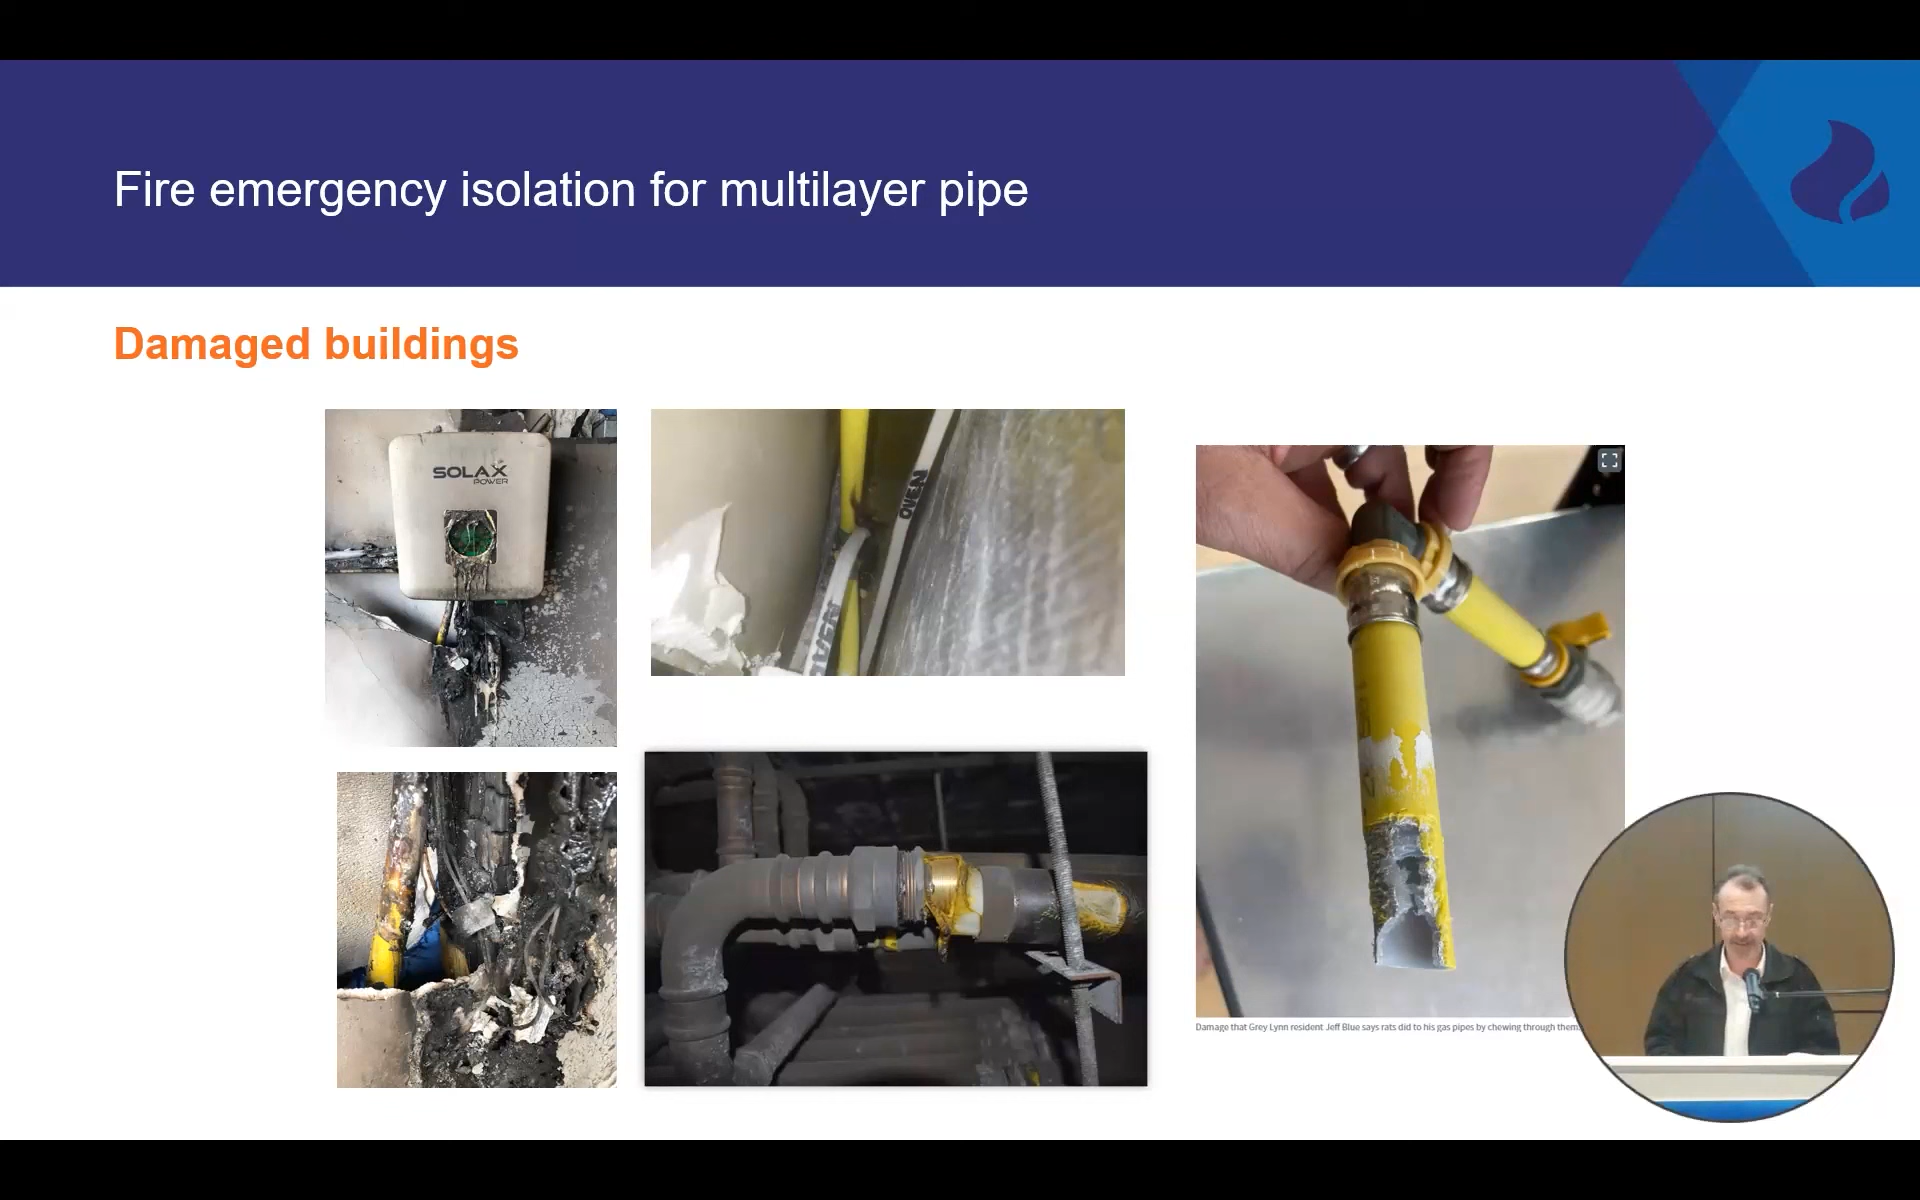 Fire emergency isolation for multilayer pipe
Damaged buildings
SOLAX
POWER
OVEN
OVEN
Damage that Grey Lynn resident Jeff Blue says rats did to his gas pipes by chewing through them